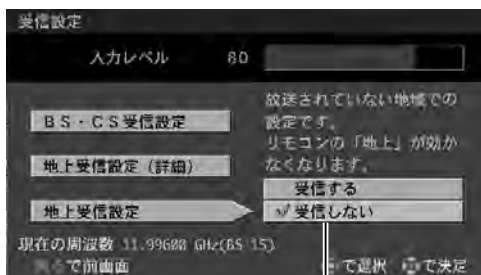 受信設定
入力レベル 80
放送されていない地域での
設定です。
リモコンの「地上」が効か
なくなります。
BS・CS受信設定
地上受信設定（詳細）
地上受信設定
受信する
✓受信しない
現在の周波数 11.99600 GHz(BS 15)
戻るで前画面
で選択 で決定